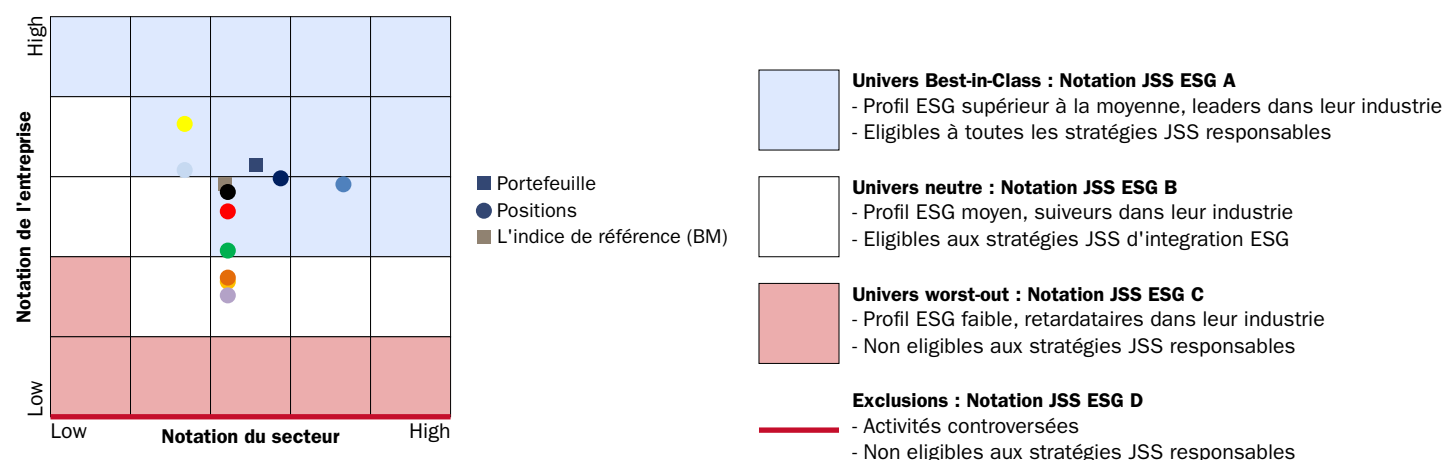 High
Notation de l'entreprise
Low
Low
Notation du secteur
High
Portefeuille
Positions
L'indice de référence (BM)
Univers Best-in-Class : Notation JSS ESG A
- Profil ESG supérieur à la moyenne, leaders dans leur industrie
- Eligibles à toutes les stratégies JSS responsables
Univers neutre : Notation JSS ESG B
- Profil ESG moyen, suiveurs dans leur industrie
- Eligibles aux stratégies JSS d'integration ESG
Univers worst-out : Notation JSS ESG C
- Profil ESG faible, retardataires dans leur industrie
- Non eligibles aux stratégies JSS responsables
Exclusions : Notation JSS ESG D
- Activités controversées
- Non eligibles aux stratégies JSS responsables